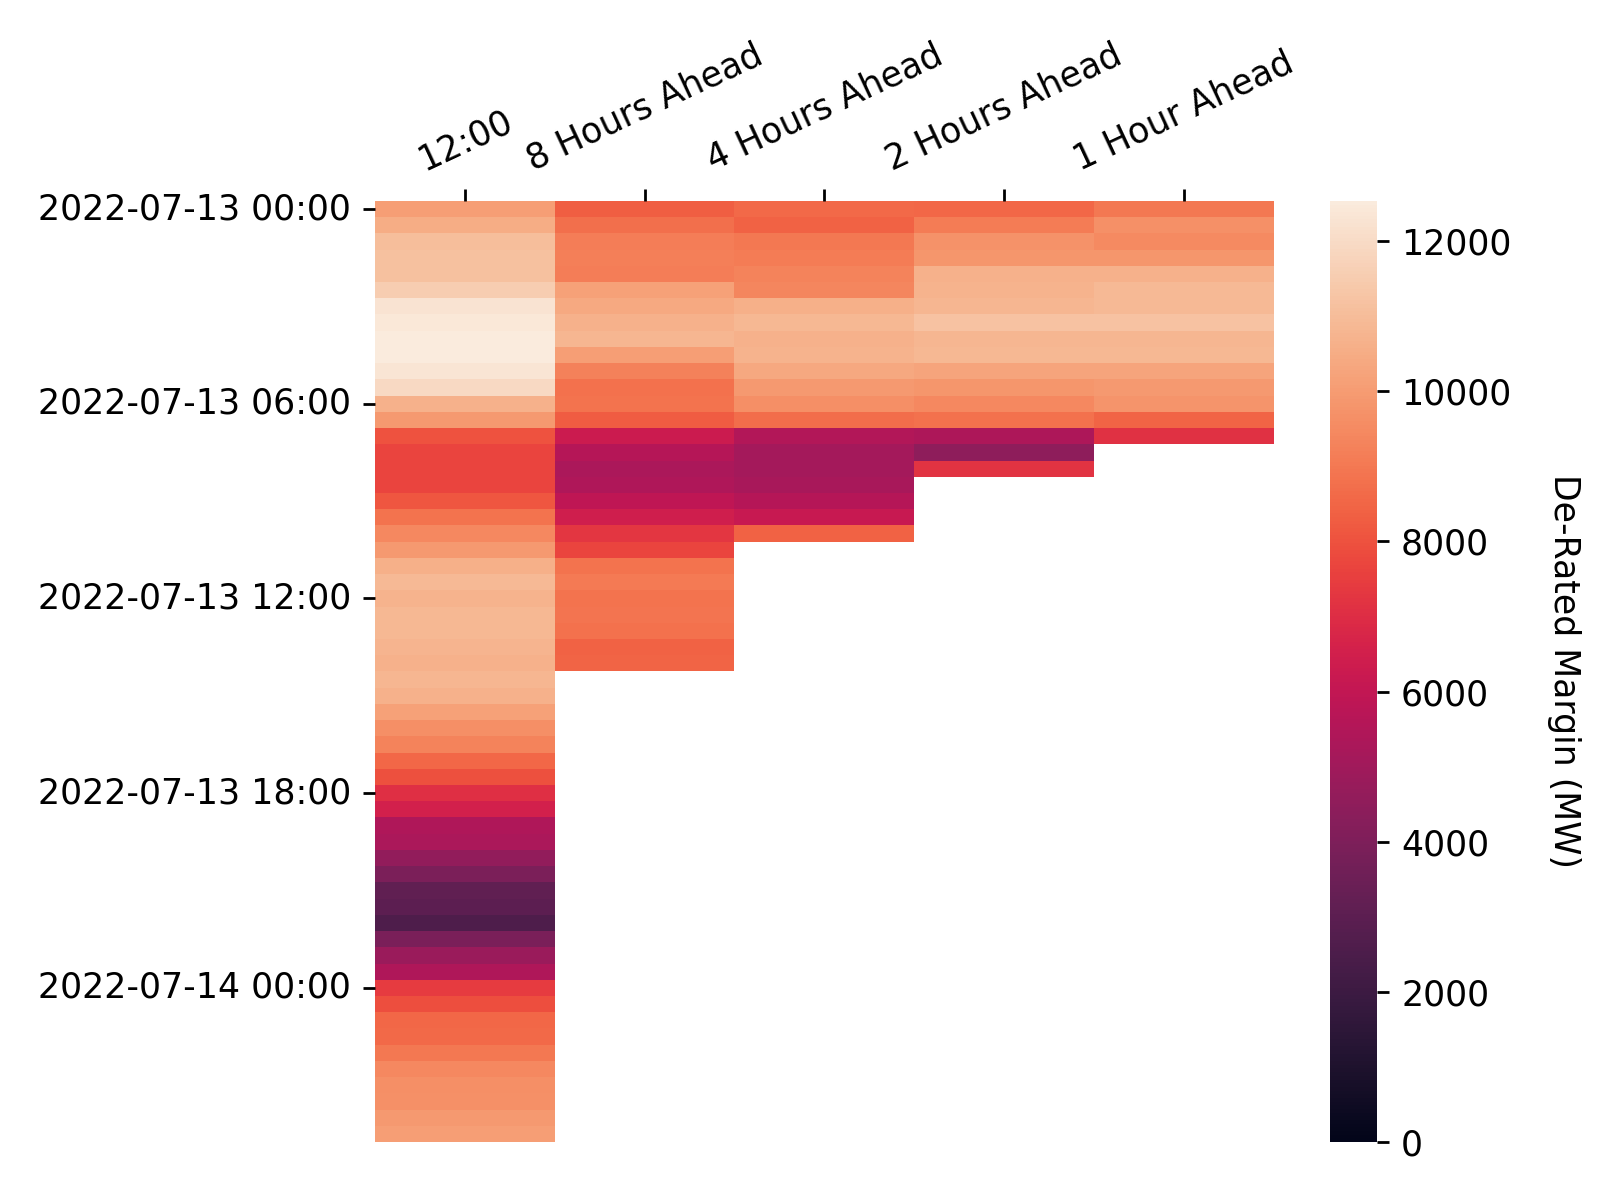 12:00
8 Hours Ahead
4 Hours Ahead
2 Hours Ahead
1 Hour Ahead
2022-07-13 00:00
2022-07-13 06:00
2022-07-13 12:00
2022-07-13 18:00
2022-07-14 00:00
12000
10000
8000
6000
4000
2000
0
De-Rated Margin (MW)